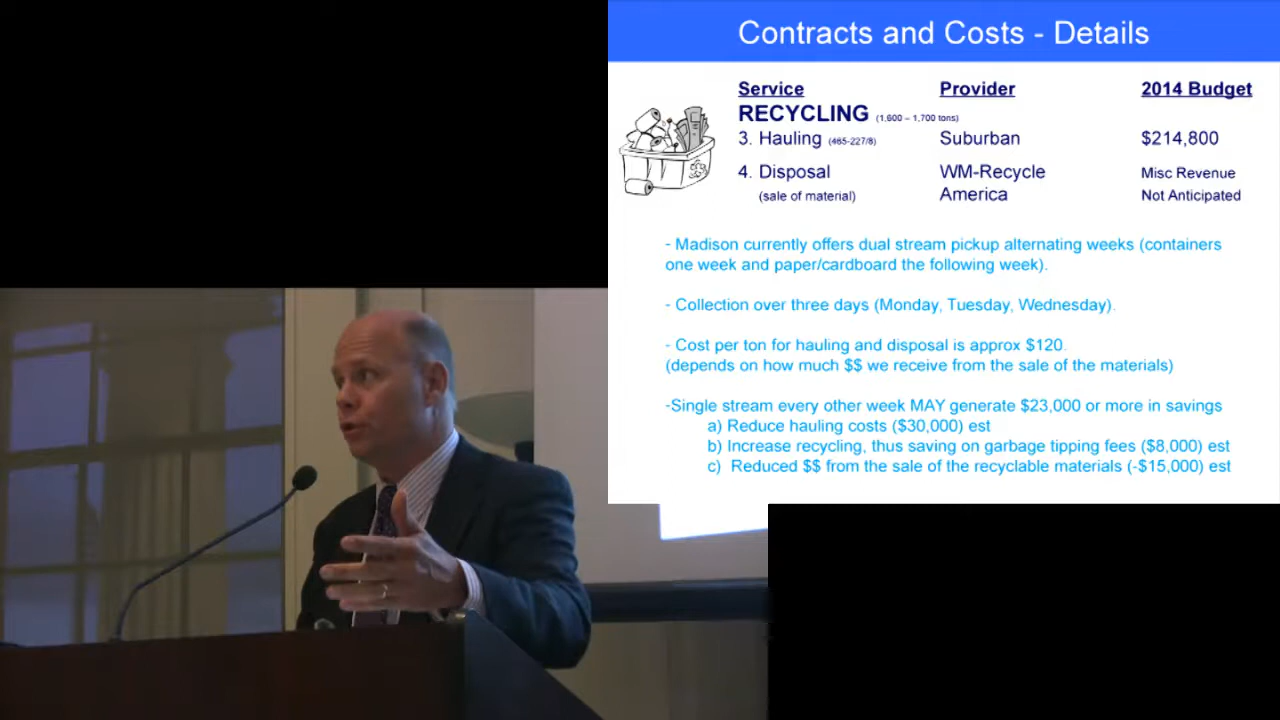 Contracts and Costs - Details
Service Provider 2014 Budget
RECYCLING (1,600 – 1,700 tons)
3. Hauling (465-227/8) Suburban $214,800
4. Disposal WM-Recycle Misc Revenue
(sale of material) America Not Anticipated
- Madison currently offers dual stream pickup alternating weeks (containers
one week and paper/cardboard the following week).
- Collection over three days (Monday, Tuesday, Wednesday).
- Cost per ton for hauling and disposal is approx $120.
(depends on how much $$ we receive from the sale of the materials)
-Single stream every other week MAY generate $23,000 or more in savings
a) Reduce hauling costs ($30,000) est
b) Increase recycling, thus saving on garbage tipping fees ($8,000) est
c) Reduced $$ from the sale of the recyclable materials (-$15,000) est